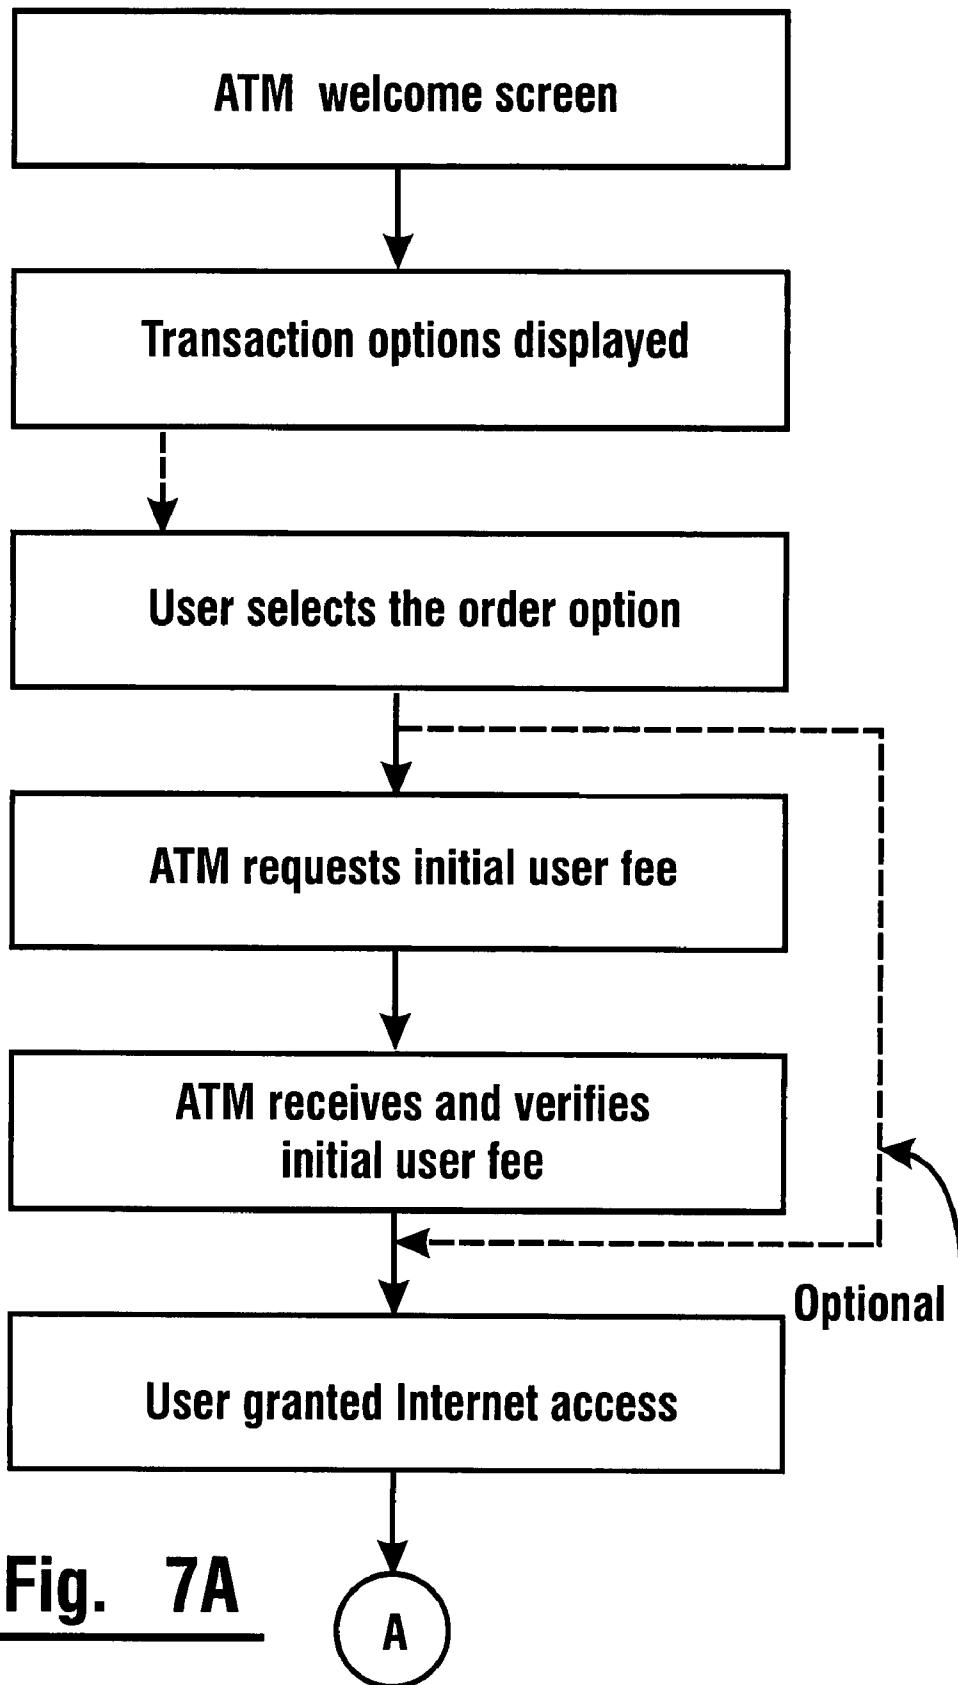 ATM welcome screen
Transaction options displayed
User selects the order option
ATM requests initial user fee
ATM receives and verifies
initial user fee
Optional
User granted Internet access
Fig. 7A
A